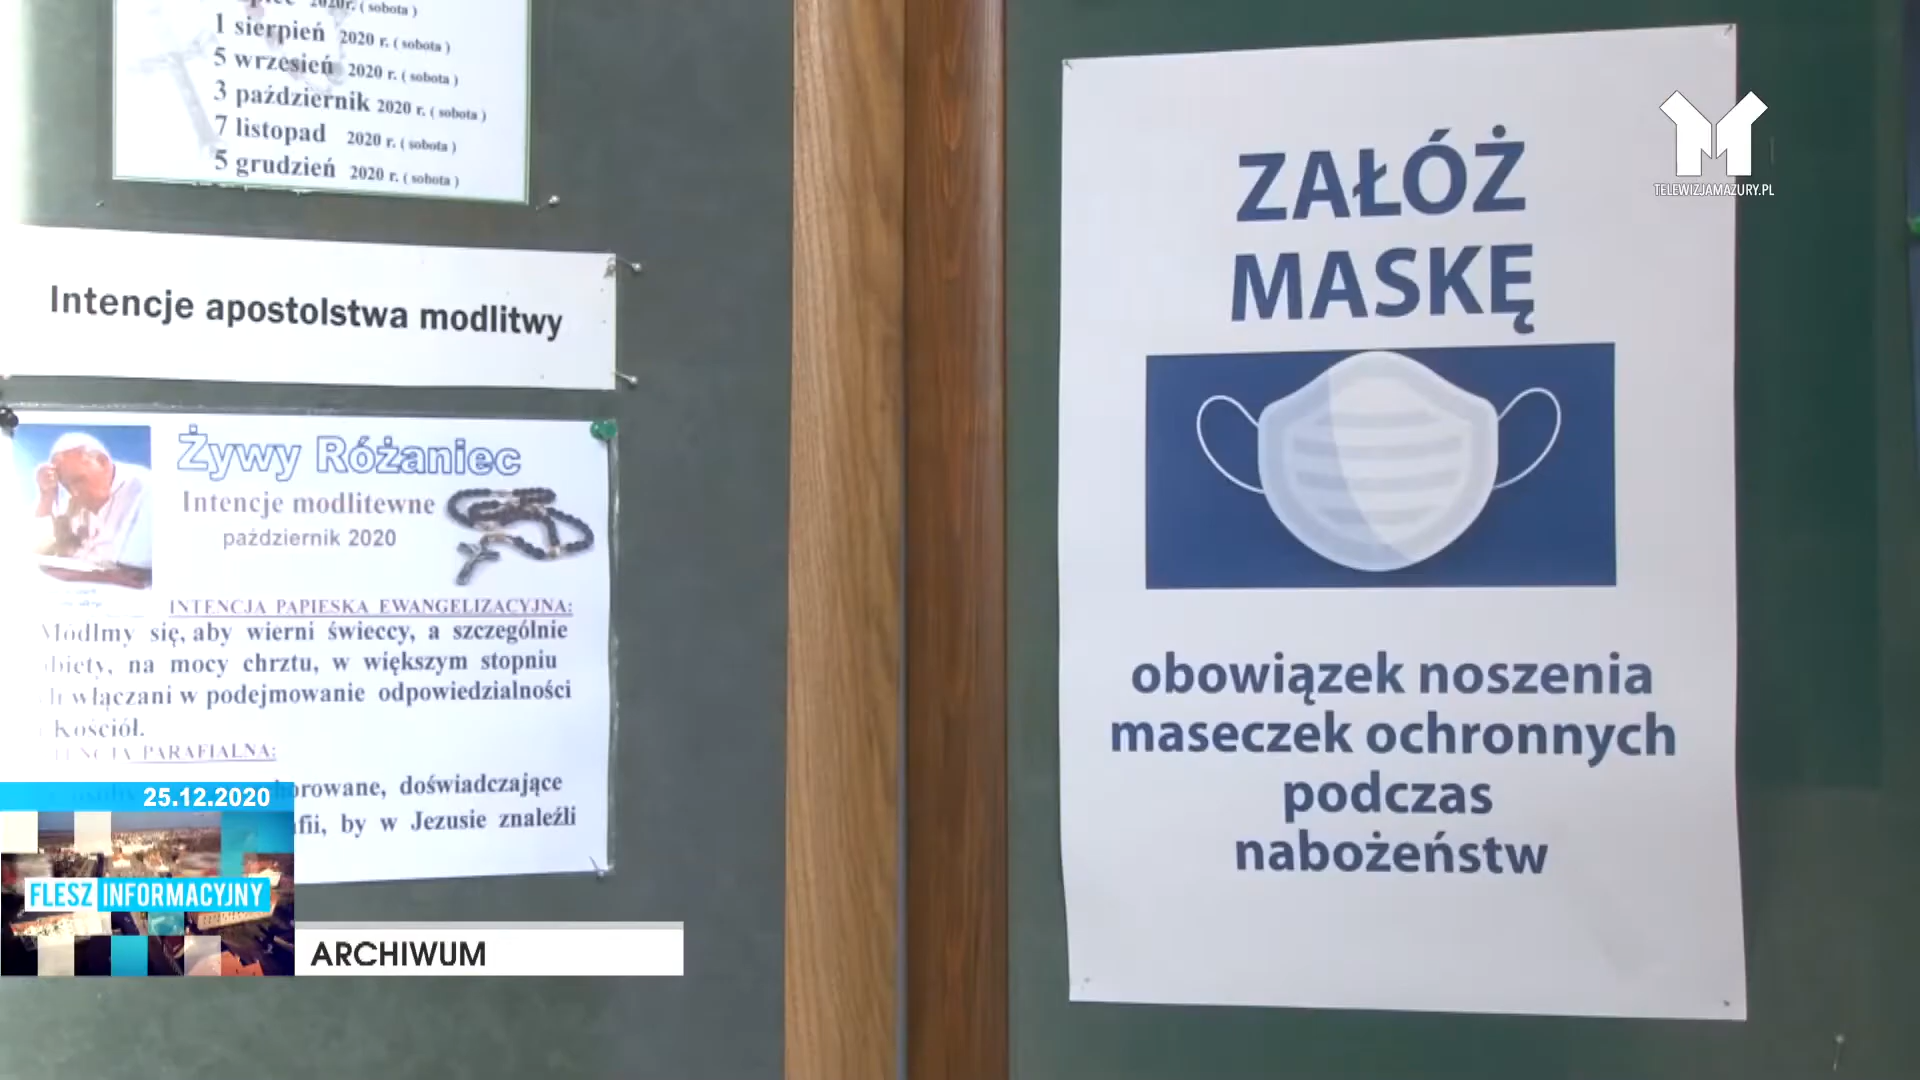 2020r. ( sobota )
1 sierpień 2020 r. ( sobota )
5 wrzesień 2020 r. ( sobota )
3 październik 2020 r. ( sobota )
7 listopad 2020 r. ( sobota )
5 grudzień 2020 r. ( sobota )
Intencje apostolstwa modlitwy
Żywy Różaniec
Intencje modlitewne
październik 2020
INTENCJA PAPIESKA EWANGELIZACYJNA:
Módlmy się, aby wierni świeccy, a szczególnie
na mocy chrztu, w większym stopniu
włączani w podejmowanie odpowiedzialności
Kościół.
PARAFIALNA:
doświadczające
by w Jezusie znaleźli
25.12.2020
FLESZ INFORMACYJNY
ARCHIWUM
ZAŁÓŻ
MASKĘ
obowiązek noszenia
maseczek ochronnych
podczas
nabożeństw
TELEWIZJAMAZURY.PL